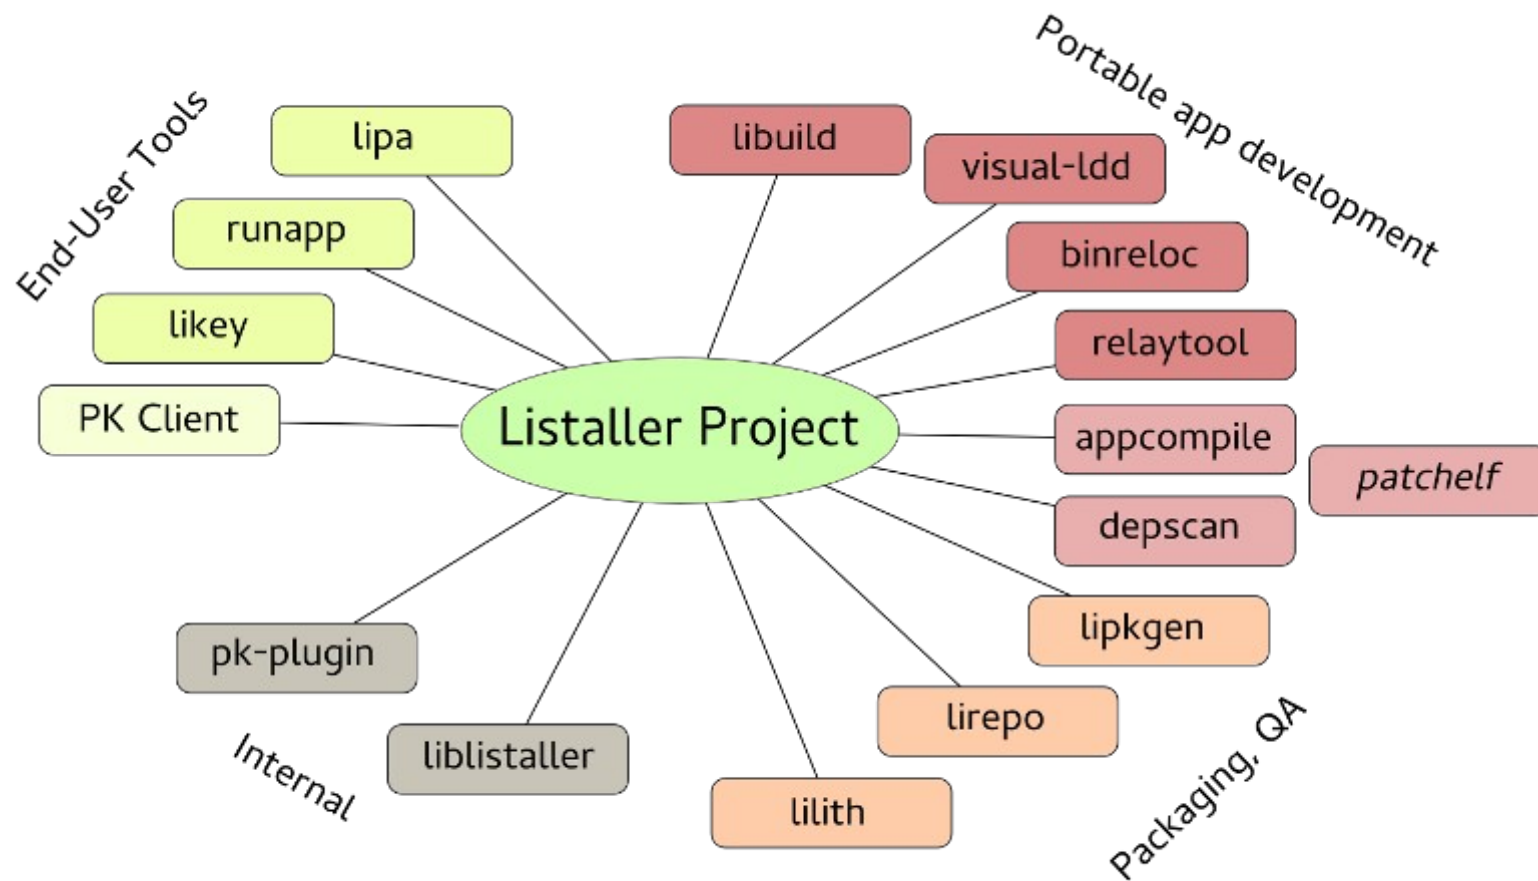 Portable app development
End-User Tools
lipa
libuild
visual-ldd
runapp
binreloc
likey
relaytool
PK Client
Listaller Project
appcompile
patchelf
depscan
lipkgen
pk-plugin
lirepo
liblistaller
Internal
lilith
Packaging, QA